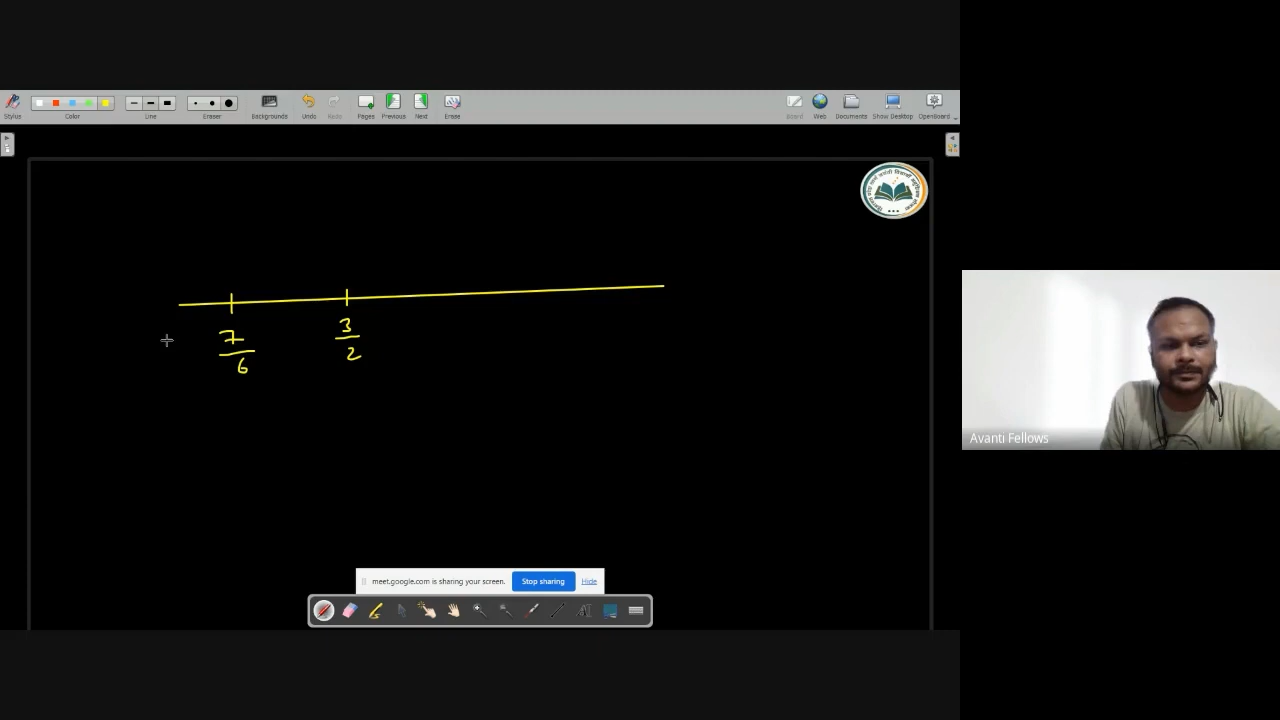 Stylus
Color
Line
Eraser
Backgrounds
Undo
Redo
Pages
Previous
Next
Erase
Board
Web
Documents
Show Desktop
OpenBoard
7
6
3
2
Avanti Fellows
meet.google.com is sharing your screen.
Stop sharing
Hide